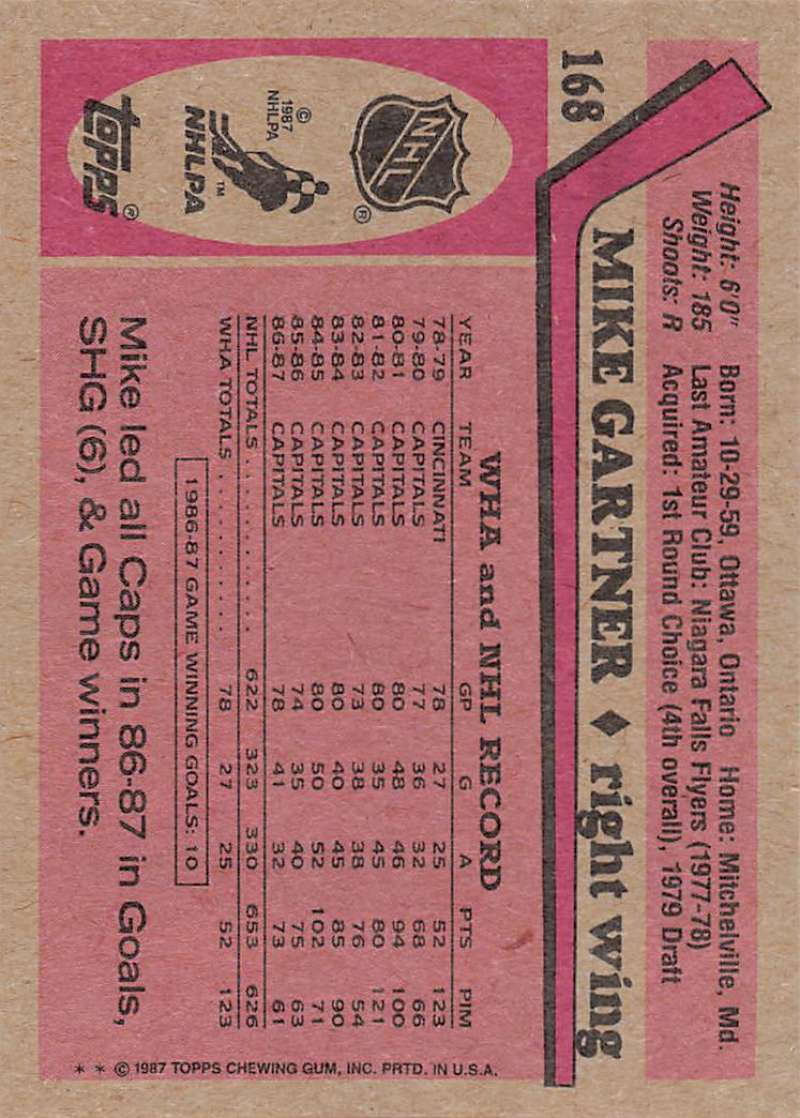 168
Height: 6'0" Born: 10-29-59, Ottawa, Ontario Home: Mitchelville, Md.
Weight: 185 Last Amateur Club: Niagara Falls Flyers (1977-78)
Shoots: R Acquired: 1st Round Choice (4th overall), 1979 Draft
MIKE GARTNER ♦ right wing
NHL ®
© 1987 NHLPA
NHLPA ™
TOPPS ®
WHA and NHL RECORD
YEAR TEAM GP G A PTS PIM
78-79 CINCINNATI 78 27 25 52 123
79-80 CAPITALS 77 36 32 68 66
80-81 CAPITALS 80 48 46 94 100
81-82 CAPITALS 80 35 45 80 121
82-83 CAPITALS 73 38 38 76 54
83-84 CAPITALS 80 40 45 85 90
84-85 CAPITALS 80 50 52 102 71
85-86 CAPITALS 74 35 40 75 63
86-87 CAPITALS 78 41 32 73 61
NHL TOTALS . . . . . . . . . . . . 622 323 330 653 626
WHA TOTALS . . . . . . . . . . . . 78 27 25 52 123
1986-87 GAME WINNING GOALS: 10
Mike led all Caps in 86-87 in Goals,
SHG (6), & Game winners.
* * © 1987 TOPPS CHEWING GUM, INC. PRTD. IN U.S.A.